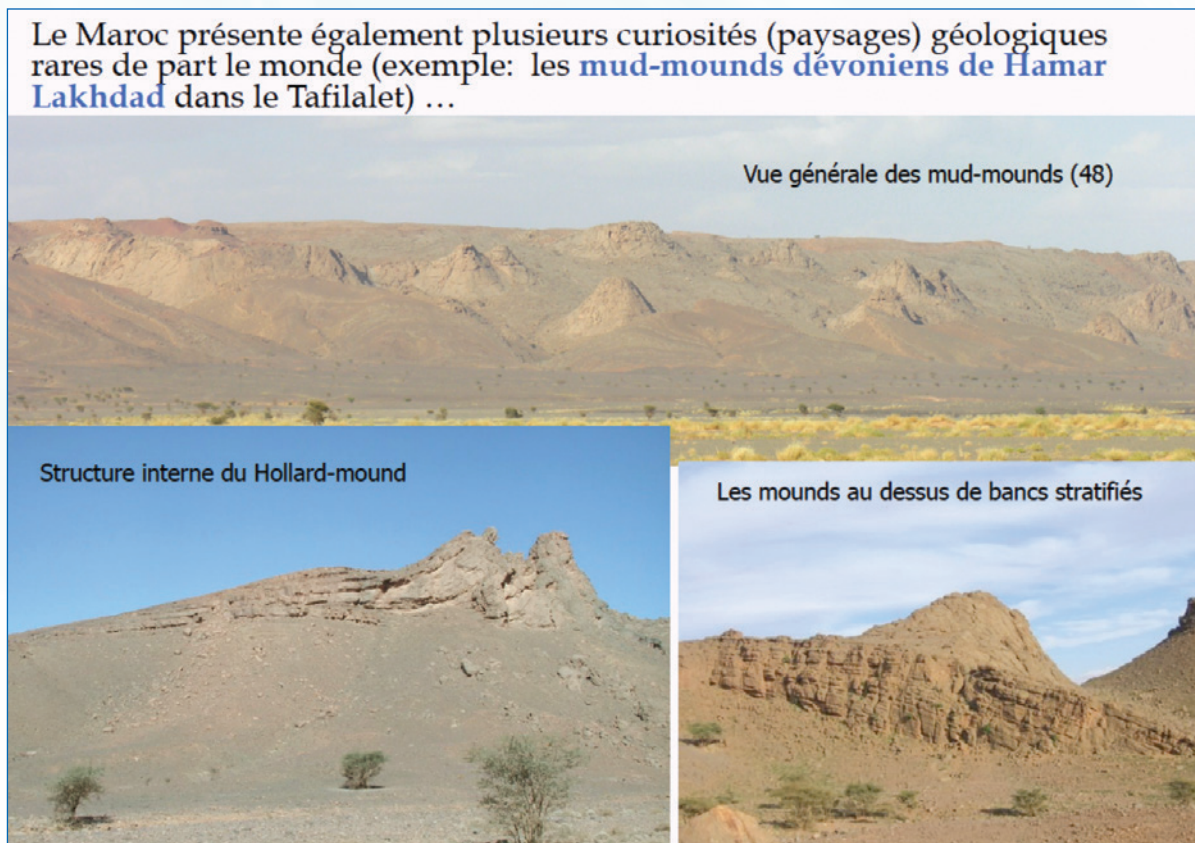 Le Maroc présente également plusieurs curiosités (paysages) géologiques
rares de part le monde (exemple: les mud-mounds dévoniens de Hamar
Lakhdad dans le Tafilalet) …
Vue générale des mud-mounds (48)
Structure interne du Hollard-mound
Les mounds au dessus de bancs stratifiés